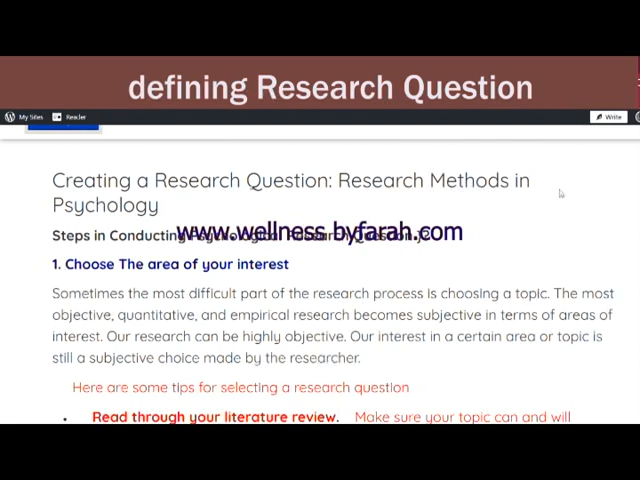 defining Research Question
My Sites Reader Write
Creating a Research Question: Research Methods in
Psychology
Steps in Conducting Psychological Research Question
www.wellness byfarah.com
1. Choose The area of your interest
Sometimes the most difficult part of the research process is choosing a topic. The most
objective, quantitative, and empirical research becomes subjective in terms of areas of
interest. Our research can be highly objective. Our interest in a certain area or topic is
still a subjective choice made by the researcher.
Here are some tips for selecting a research question
• Read through your literature review. Make sure your topic can and will